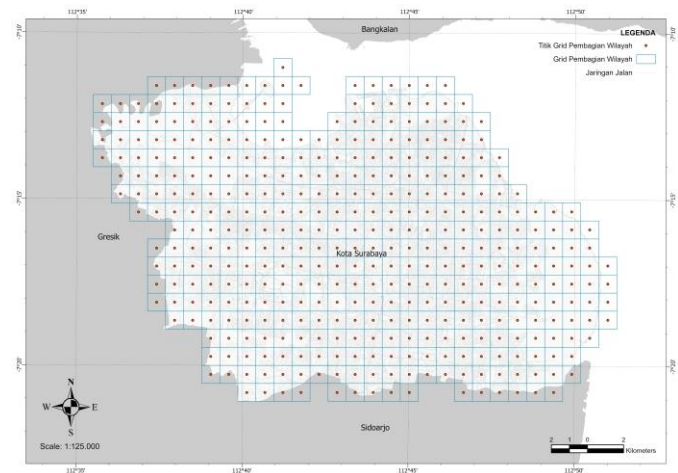 112°35' 112°40' 112°45' 112°50'
-7°10' -7°10'
Bangkalan
LEGENDA
Titik Grid Pembagian Wilayah
Grid Pembagian Wilayah
Jaringan Jalan
-7°15' -7°15'
Gresik
Kota Surabaya
-7°20' -7°20'
N
W E
S
Sidoarjo
Scale: 1:125.000
2 1 0 2
Kilometers
112°35' 112°40' 112°45' 112°50'